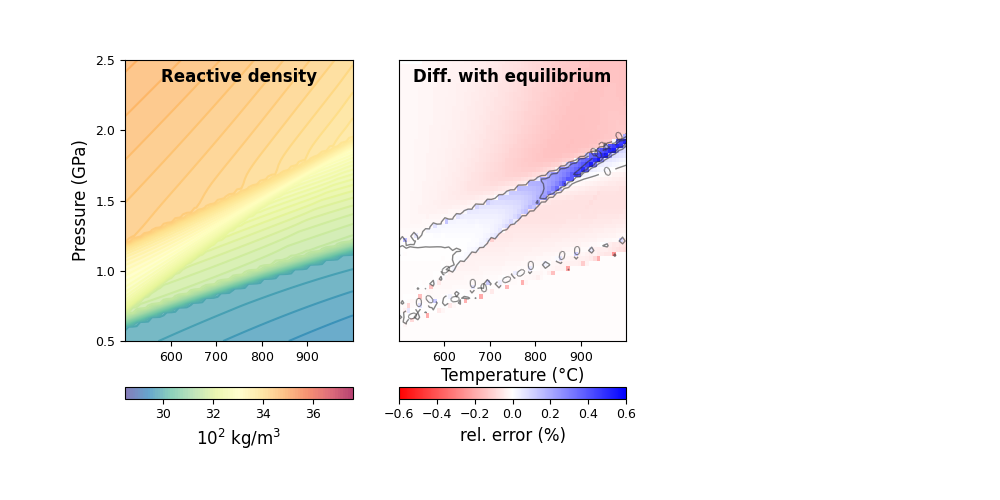 Reactive density
Diff. with equilibrium
Pressure (GPa)
2.5
2.0
1.5
1.0
0.5
600 700 800 900
600 700 800 900
Temperature (°C)
30 32 34 36
10² kg/m³
−0.6 −0.4 −0.2 0.0 0.2 0.4 0.6
rel. error (%)